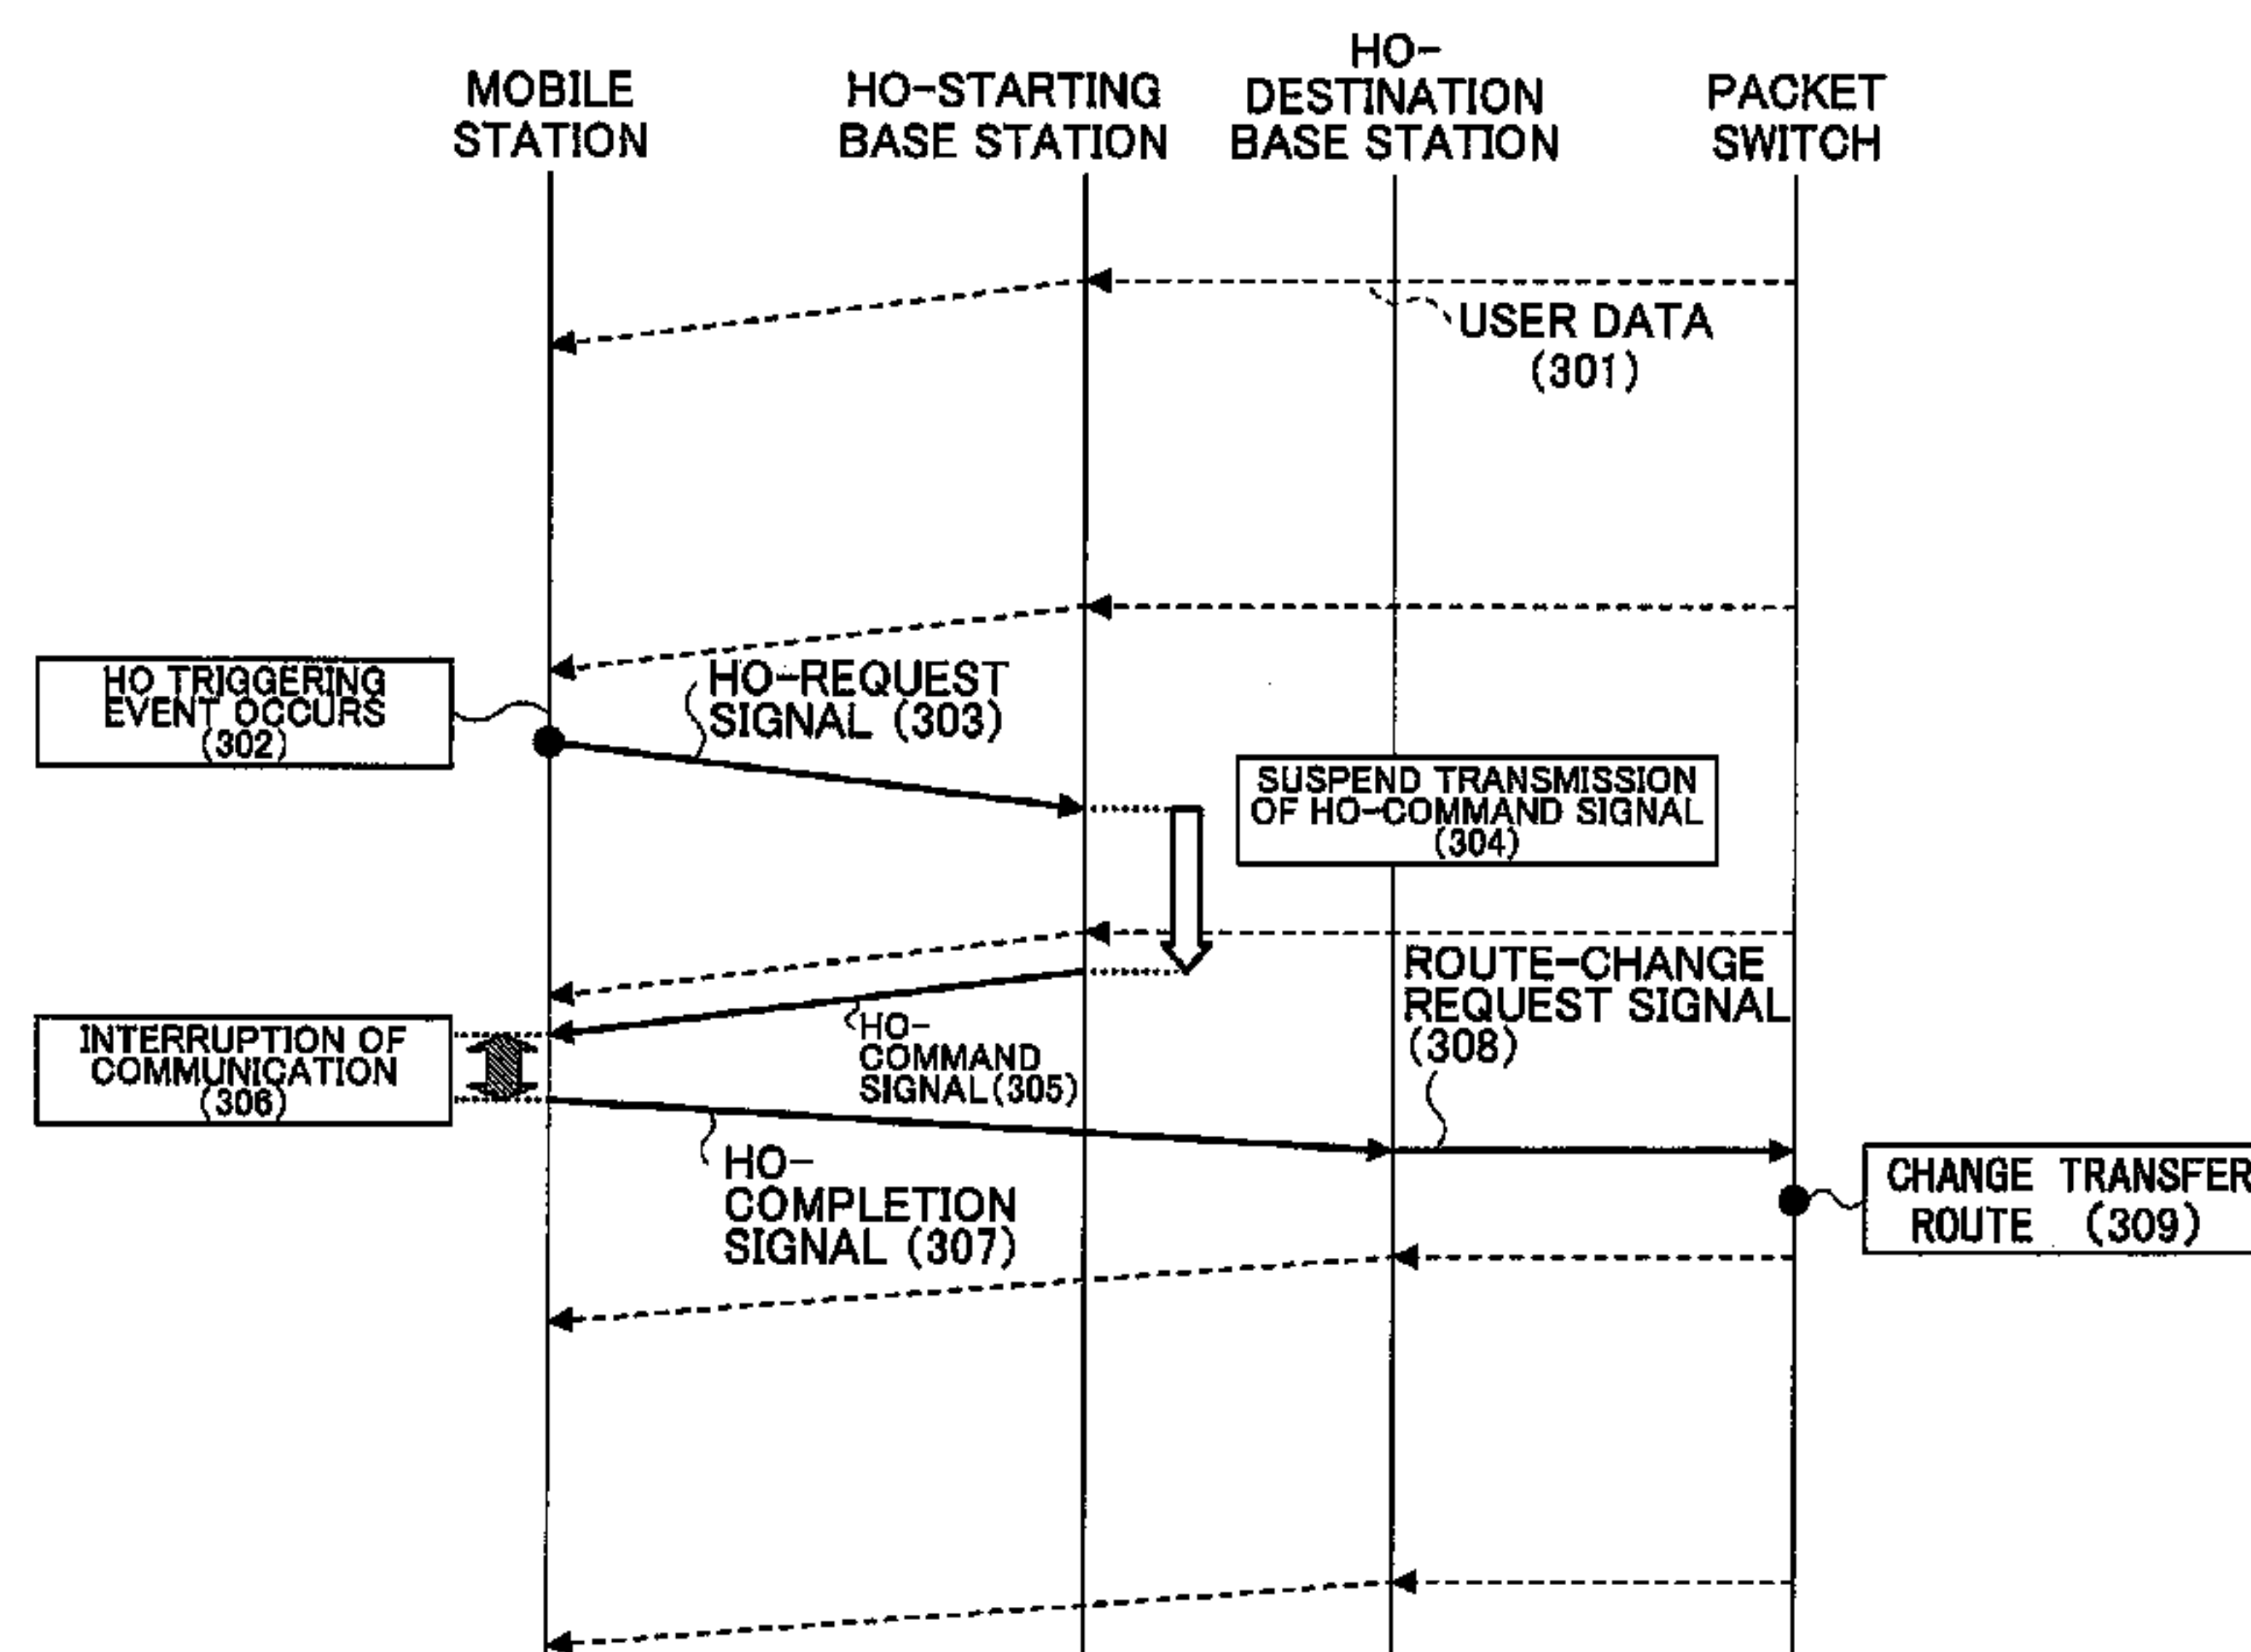 MOBILE
STATION
HO-STARTING
BASE STATION
HO-
DESTINATION
BASE STATION
PACKET
SWITCH
USER DATA
(301)
HO TRIGGERING
EVENT OCCURS
(302)
HO-REQUEST
SIGNAL (303)
SUSPEND TRANSMISSION
OF HO-COMMAND SIGNAL
(304)
ROUTE-CHANGE
REQUEST SIGNAL
(308)
HO-
COMMAND
SIGNAL(305)
INTERRUPTION OF
COMMUNICATION
(306)
HO-
COMPLETION
SIGNAL (307)
CHANGE TRANSFER
ROUTE (309)